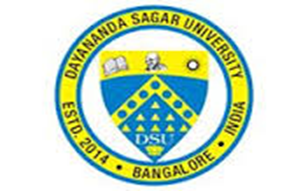 DAYANANDA SAGAR UNIVERSITY
DSU
ESTD. 2014 • BANGALORE • INDIA